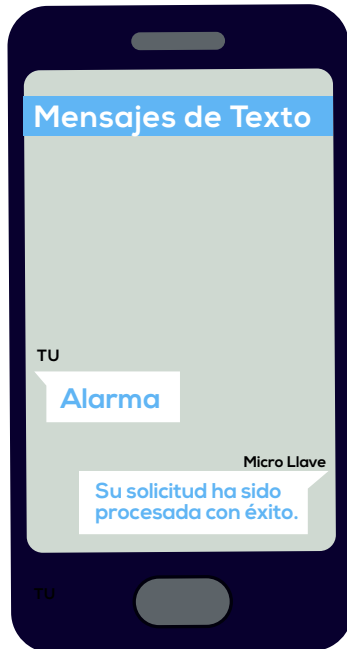 Mensajes de Texto
TU
Alarma
Micro Llave
Su solicitud ha sido
procesada con éxito.
TU